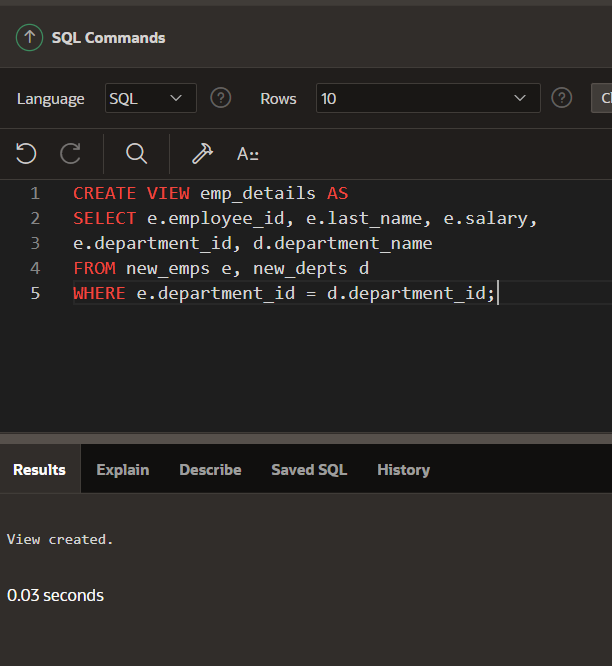 SQL Commands
Language SQL Rows 10
A::
1 CREATE VIEW emp_details AS
2 SELECT e.employee_id, e.last_name, e.salary,
3 e.department_id, d.department_name
4 FROM new_emps e, new_depts d
5 WHERE e.department_id = d.department_id;
Results Explain Describe Saved SQL History
View created.
0.03 seconds